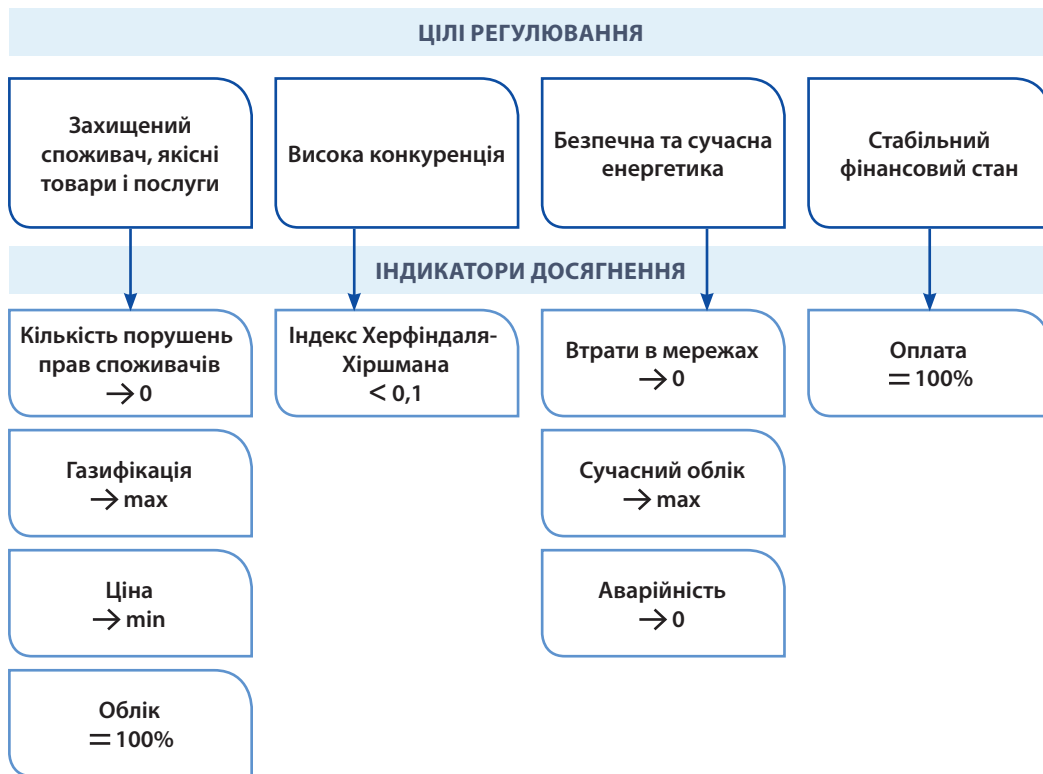 ЦІЛІ РЕГУЛЮВАННЯ
Захищений
споживач, якісні
товари і послуги
Висока конкуренція
Безпечна та сучасна
енергетика
Стабільний
фінансовий стан
ІНДИКАТОРИ ДОСЯГНЕННЯ
Кількість порушень
прав споживачів
→ 0
Індекс Херфіндаля-
Хіршмана
< 0,1
Втрати в мережах
→ 0
Оплата
= 100%
Газифікація
→ max
Сучасний облік
→ max
Ціна
→ min
Аварійність
→ 0
Облік
= 100%